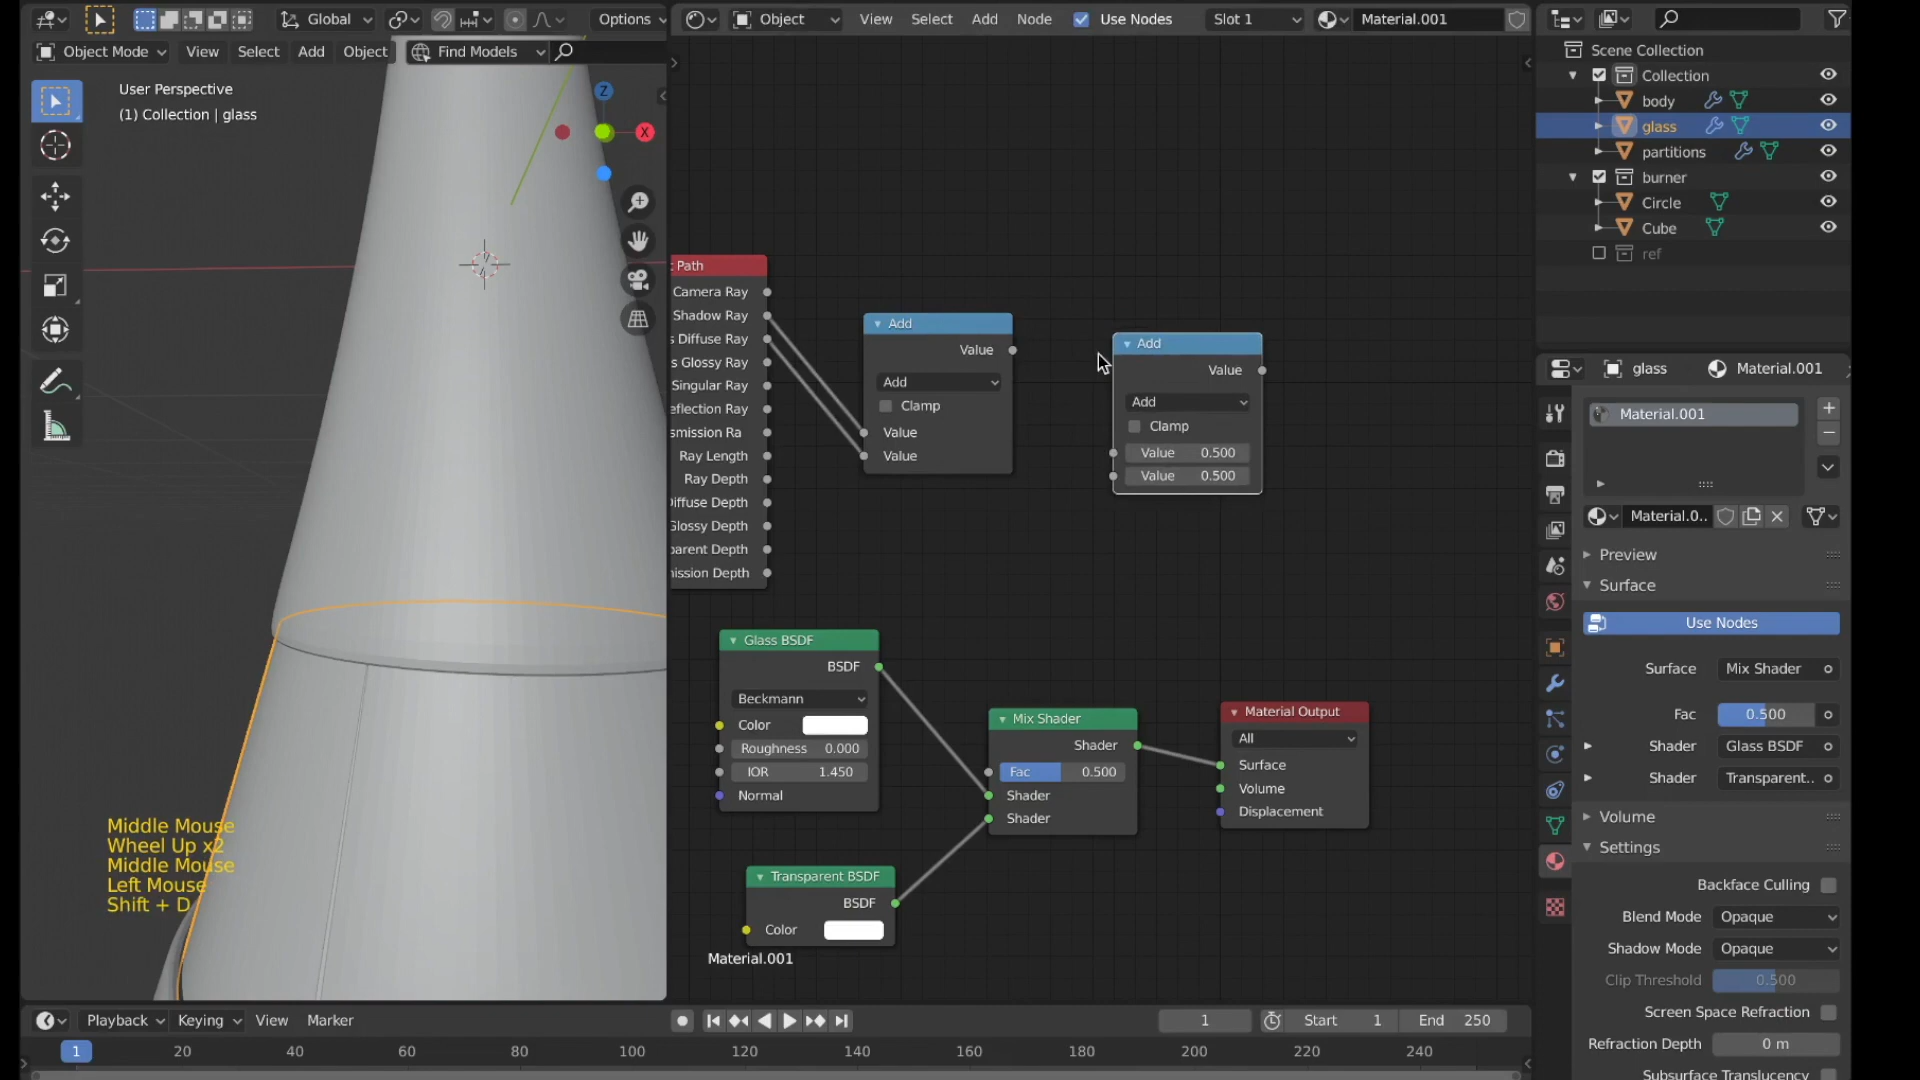 Global
Options
Object
View
Select
Add
Node
Use Nodes
Slot 1
Material.001
Object Mode
View
Select
Add
Object
Find Models
User Perspective
(1) Collection | glass
Z
X
Scene Collection
Collection
body
glass
partitions
burner
Circle
Cube
ref
Path
Camera Ray
Shadow Ray
s Diffuse Ray
s Glossy Ray
Singular Ray
eflection Ray
smission Ra
Ray Length
Ray Depth
Diffuse Depth
Glossy Depth
parent Depth
mission Depth
Add
Value
Add
Clamp
Value
Value
Add
Value
Add
Clamp
Value 0.500
Value 0.500
Glass BSDF
BSDF
Beckmann
Color
Roughness 0.000
IOR 1.450
Normal
Mix Shader
Shader
Fac 0.500
Shader
Shader
Material Output
All
Surface
Volume
Displacement
Transparent BSDF
BSDF
Color
Material.001
Middle Mouse
Wheel Up x2
Middle Mouse
Left Mouse
Shift + D
glass Material.001
Material.001
Material.0..
Preview
Surface
Use Nodes
Surface Mix Shader
Fac 0.500
Shader Glass BSDF
Shader Transparent..
Volume
Settings
Backface Culling
Blend Mode Opaque
Shadow Mode Opaque
Clip Threshold 0.500
Screen Space Refraction
Refraction Depth 0 m
Subsurface Translucency
Playback
Keying
View
Marker
1
Start 1
End 250
1 20 40 60 80 100 120 140 160 180 200 220 240